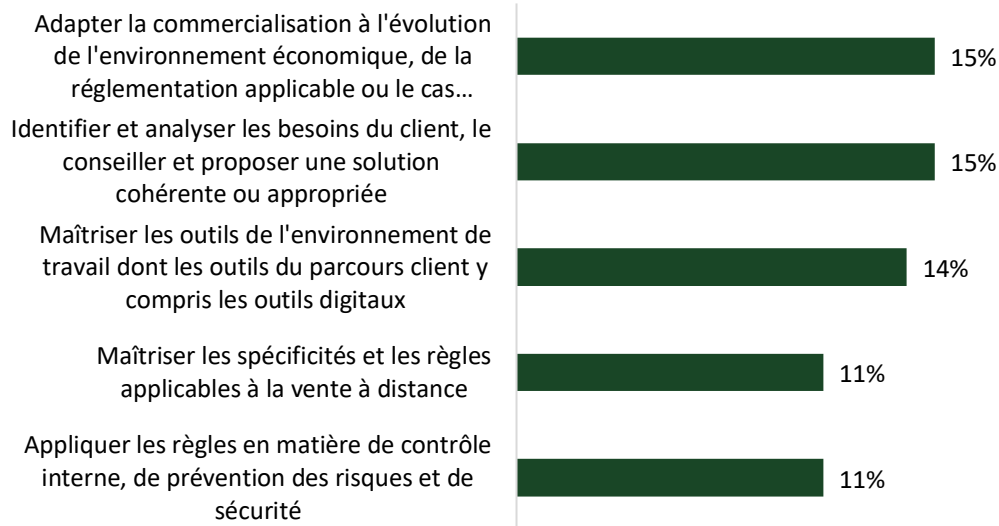 Adapter la commercialisation à l'évolution
de l'environnement économique, de la
réglementation applicable ou le cas…
15%
Identifier et analyser les besoins du client, le
conseiller et proposer une solution
cohérente ou appropriée
15%
Maîtriser les outils de l'environnement de
travail dont les outils du parcours client y
compris les outils digitaux
14%
Maîtriser les spécificités et les règles
applicables à la vente à distance
11%
Appliquer les règles en matière de contrôle
interne, de prévention des risques et de
sécurité
11%